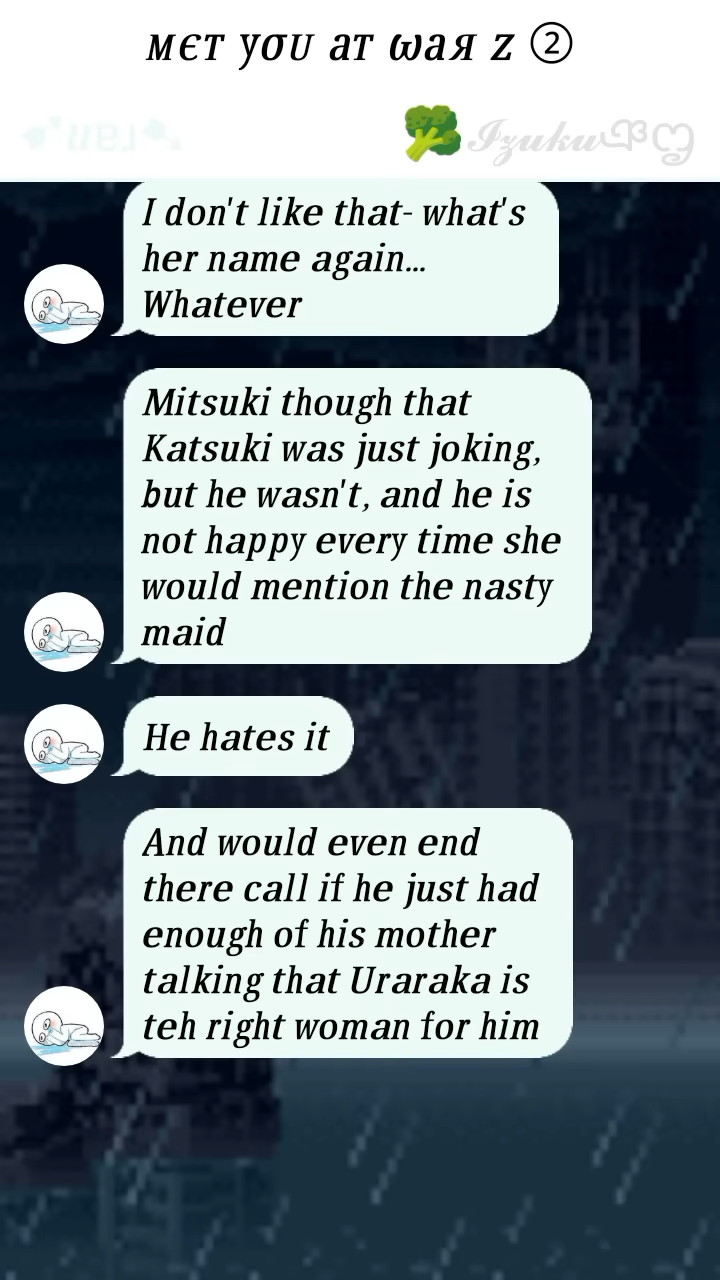 мєт yσυ aт ωaя z ②
🥦𝓘𝔃𝓾𝓴𝓾
I don't like that- what's
her name again...
Whatever
Mitsuki though that
Katsuki was just joking,
but he wasn't, and he is
not happy every time she
would mention the nasty
maid
He hates it
And would even end
there call if he just had
enough of his mother
talking that Uraraka is
teh right woman for him